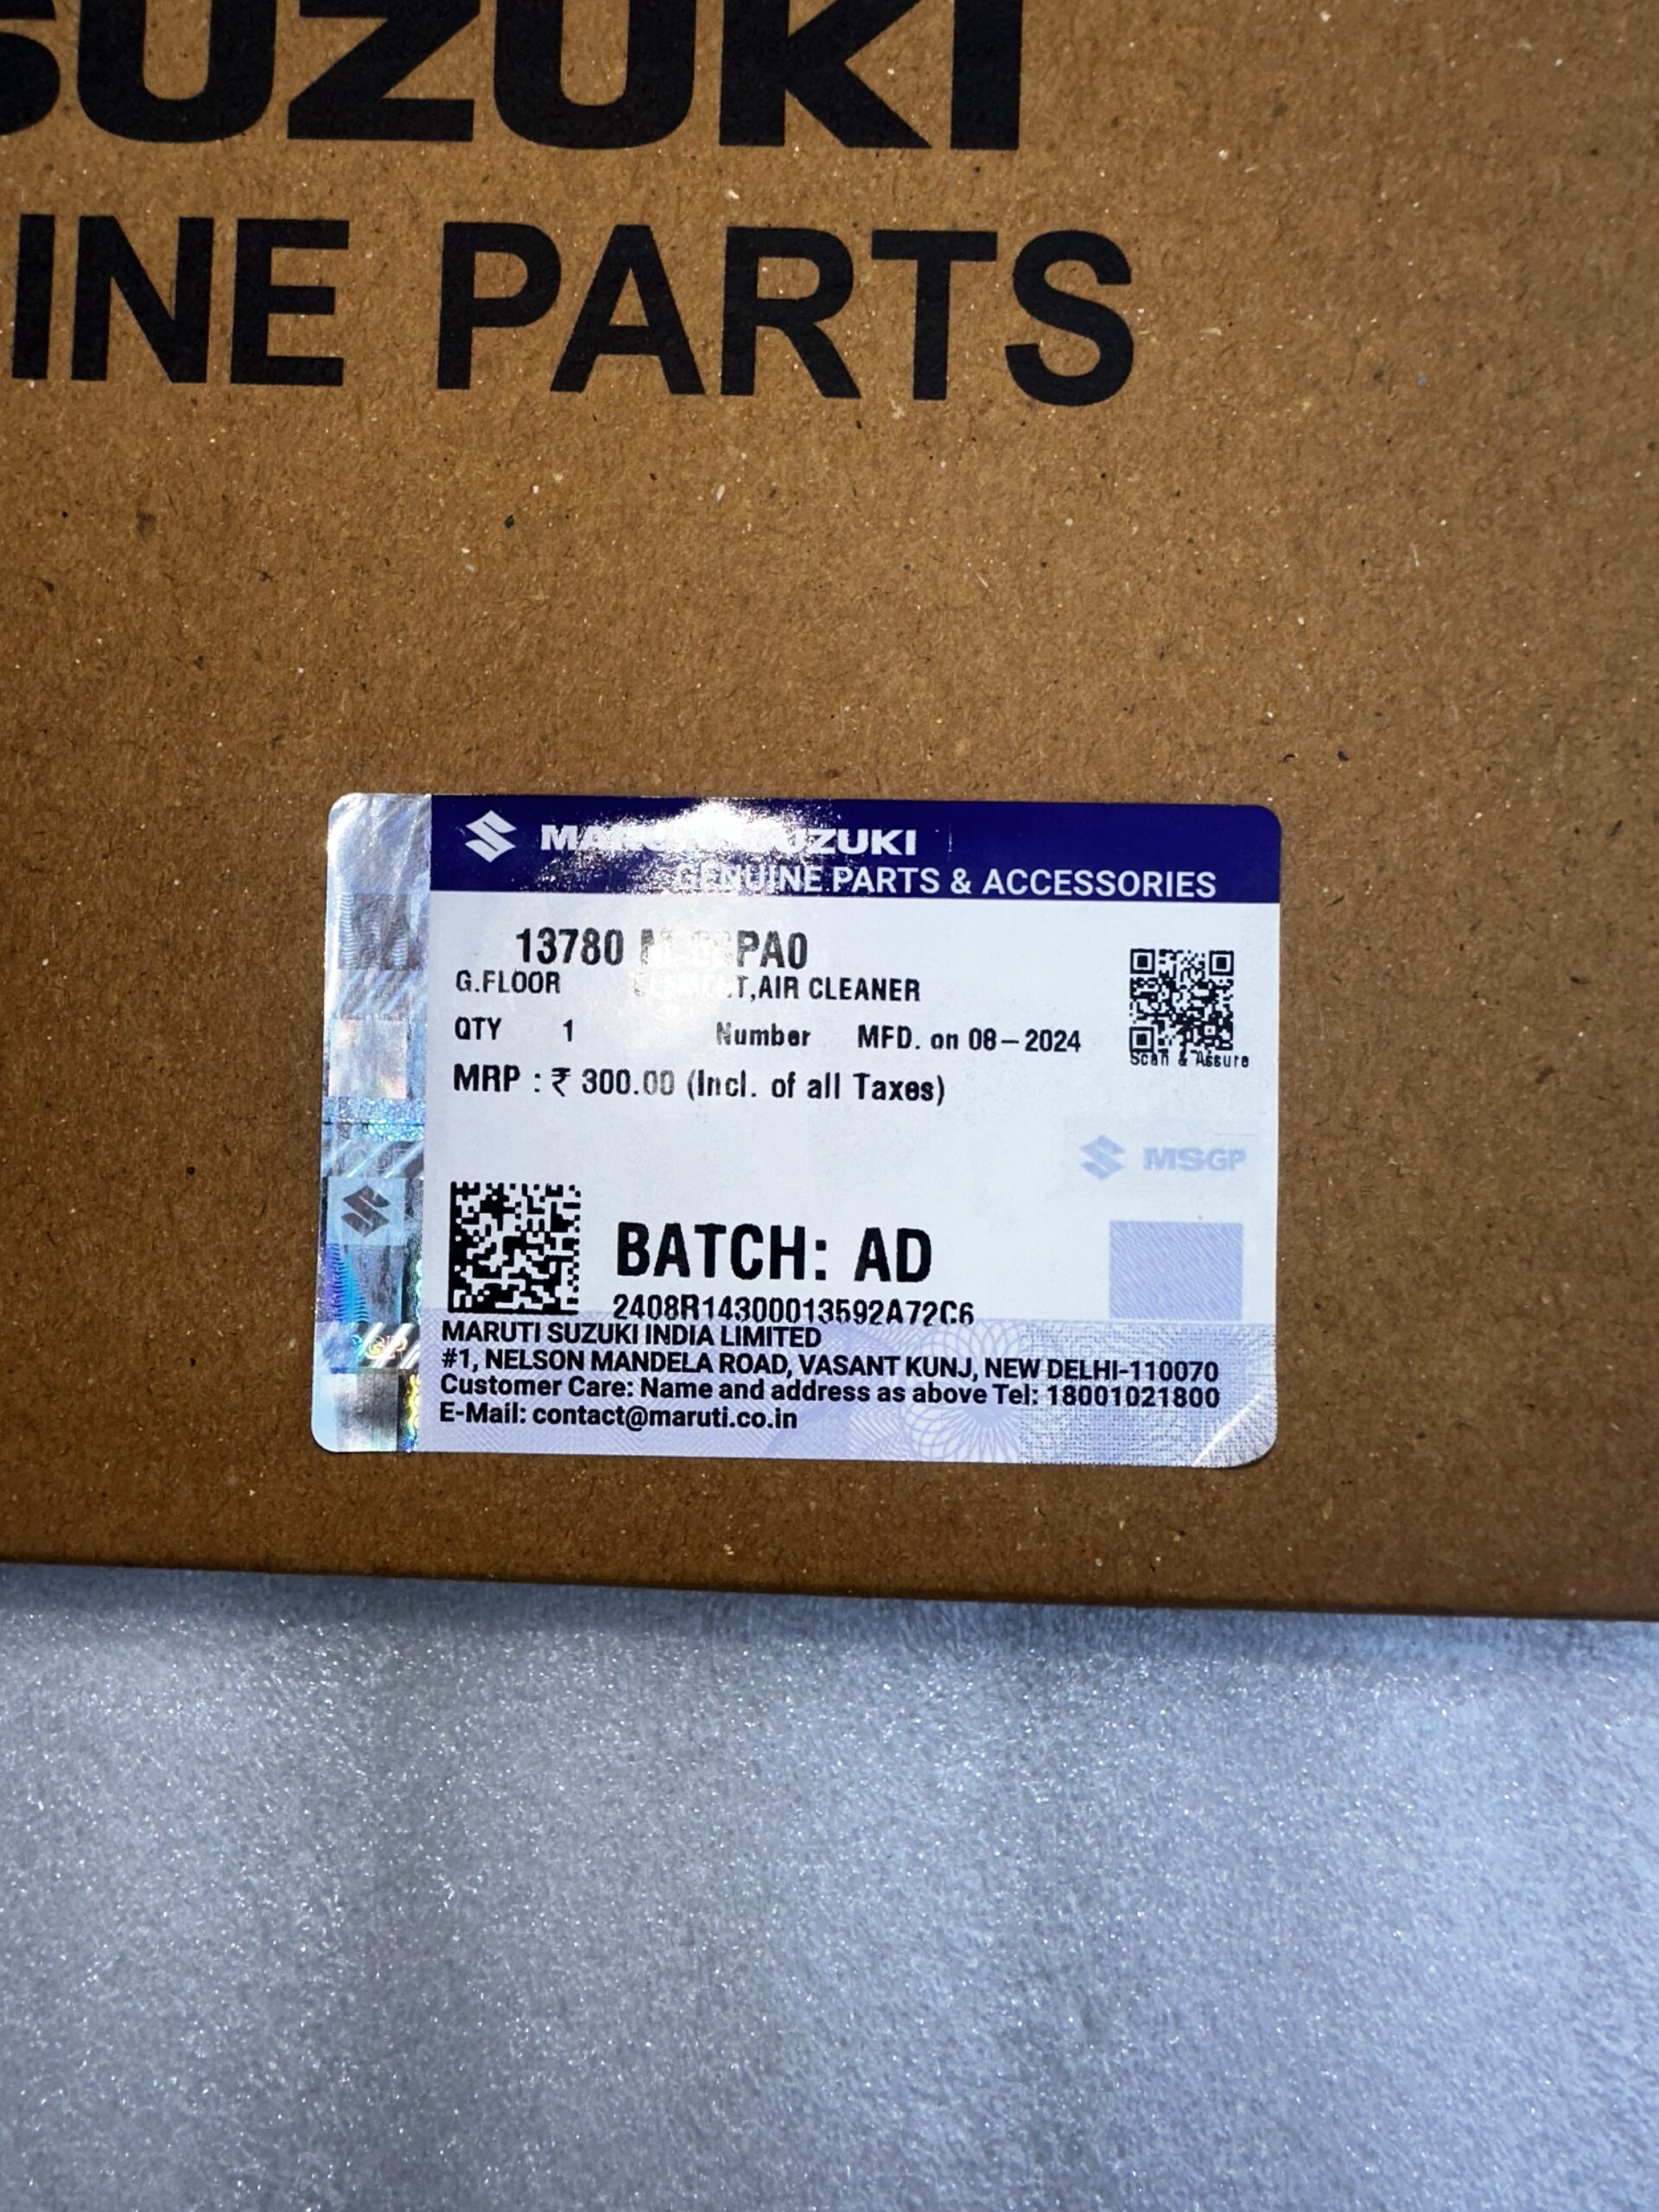 SUZUKI
INE PARTS
SUZUKI
GENUINE PARTS & ACCESSORIES
13780
G.FLOOR AIR CLEANER
QTY 1 Number MFD. on 08-2024
Scan & Assure
MRP : ₹ 300.00 (Incl. of all Taxes)
MSGP
BATCH: AD
2408R14300013592A72C6
MARUTI SUZUKI INDIA LIMITED
#1, NELSON MANDELA ROAD, VASANT KUNJ, NEW DELHI-110070
Customer Care: Name and address as above Tel: 18001021800
E-Mail: contact@maruti.co.in